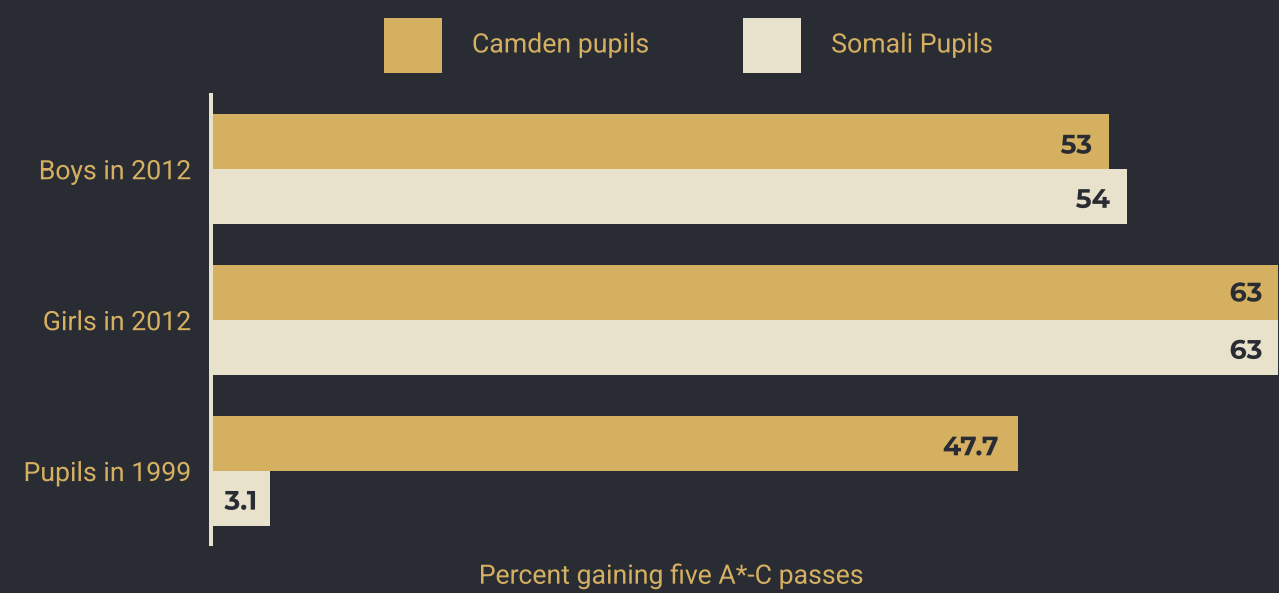 Camden pupils
Somali Pupils
Boys in 2012
53
54
Girls in 2012
63
63
Pupils in 1999
47.7
3.1
Percent gaining five A*-C passes